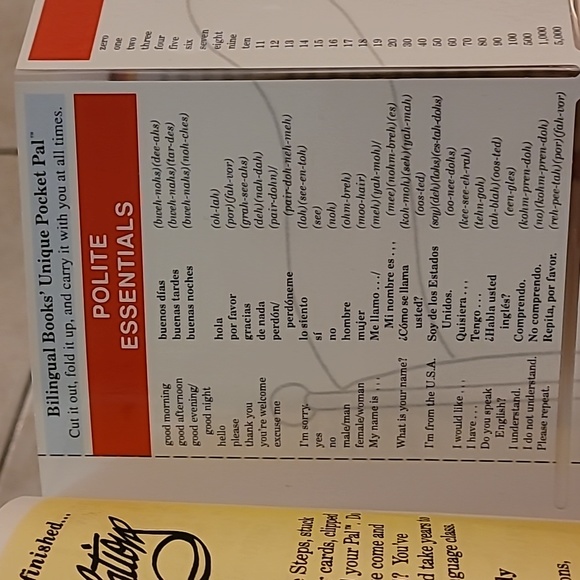 Bilingual Books' Unique Pocket Pal™
Cut it out, fold it up, and carry it with you at all times.
POLITE
ESSENTIALS
good morning buenos días (bweh-nohs)(dee-ahs)
good afternoon buenas tardes (bweh-nahs)(tar-des)
good evening/ buenas noches (bweh-nahs)(noh-ches)
good night
hello hola (oh-lah)
please por favor (por)(fah-vor)
thank you gracias (grah-see-ahs)
you're welcome de nada (deh)(nah-dah)
excuse me perdón/ (pair-dohn)/
perdóneme (pair-doh-neh-meh)
I'm sorry. lo siento (loh)(see-en-toh)
yes sí (see)
no no (noh)
male/man hombre (ohm-breh)
female/woman mujer (moo-hair)
My name is . . . Me llamo . . ./ (meh)(yah-moh)/
Mi nombre es . . . (mee)(nohm-breh)(es)
What is your name? ¿Cómo se llama (koh-moh)(seh)(yah-mah)
usted? (oos-ted)
I'm from the U.S.A. Soy de los Estados (soy)(deh)(lohs)(es-tah-dohs)
Unidos. (oo-nee-dohs)
I would like . . . Quisiera . . . (kee-see-eh-rah)
I have . . . Tengo . . . (tehn-goh)
Do you speak ¿Habla usted (ah-blah)(oos-ted)
English? inglés? (een-gles)
I understand. Comprendo. (kohm-pren-doh)
I do not understand. No comprendo. (no)(kohm-pren-doh)
Please repeat. Repita, por favor. (reh-pee-tah)(por)(fah-vor)
zero
one
two
three
four
five
six
seven
eight
nine
ten
11
12
13
14
15
16
17
18
19
20
30
40
50
60
70
80
90
100
500
1,000
5,000
finished...
Steps, stuck
cards, clipped
your Pal™. Do
come and
You've
take years to
language class